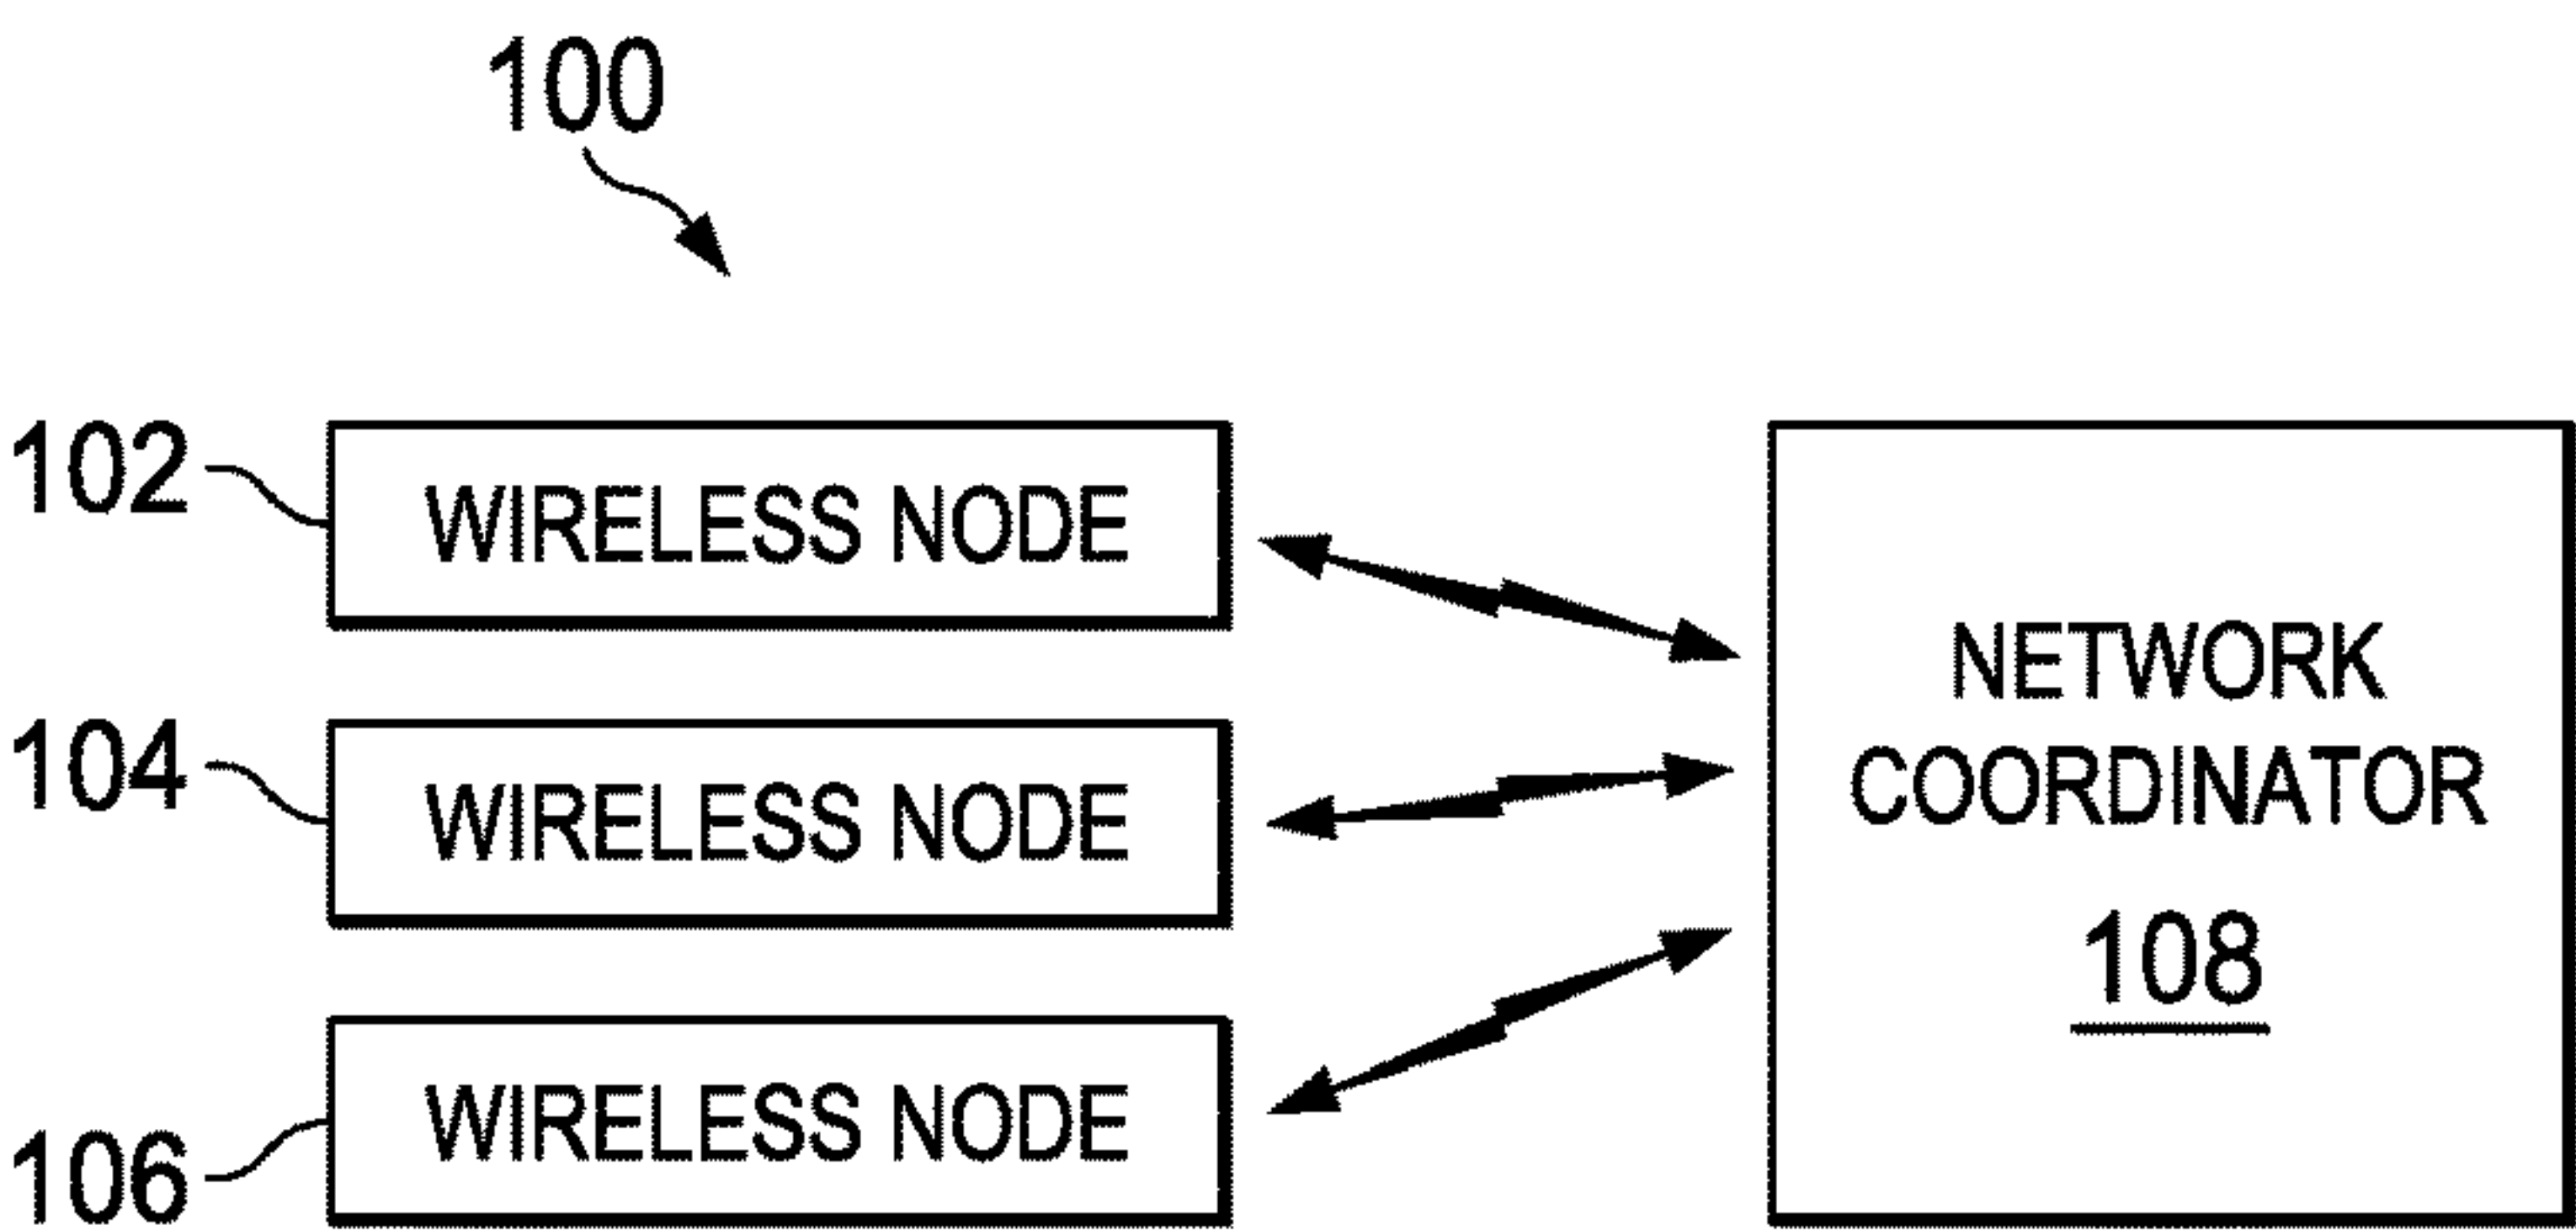 100
102
WIRELESS NODE
104
WIRELESS NODE
106
WIRELESS NODE
NETWORK
COORDINATOR
108